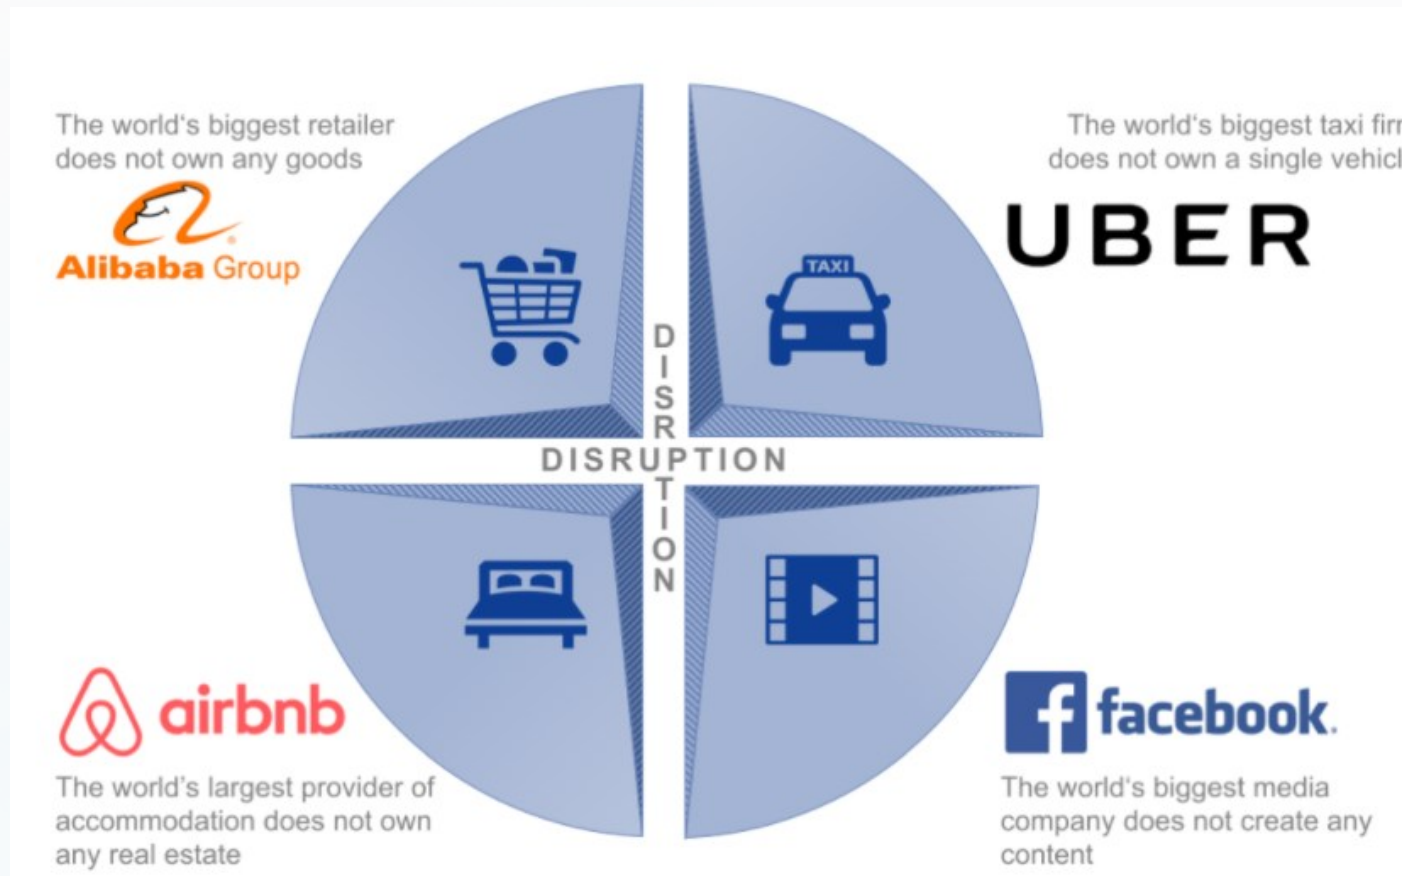 The world‘s biggest retailer
does not own any goods
Alibaba Group
The world‘s biggest taxi
does not own a single
UBER
TAXI
DISRUPTION
DISRUPTION
airbnb
The world’s largest provider of
accommodation does not own
any real estate
facebook.
The world‘s biggest media
company does not create any
content